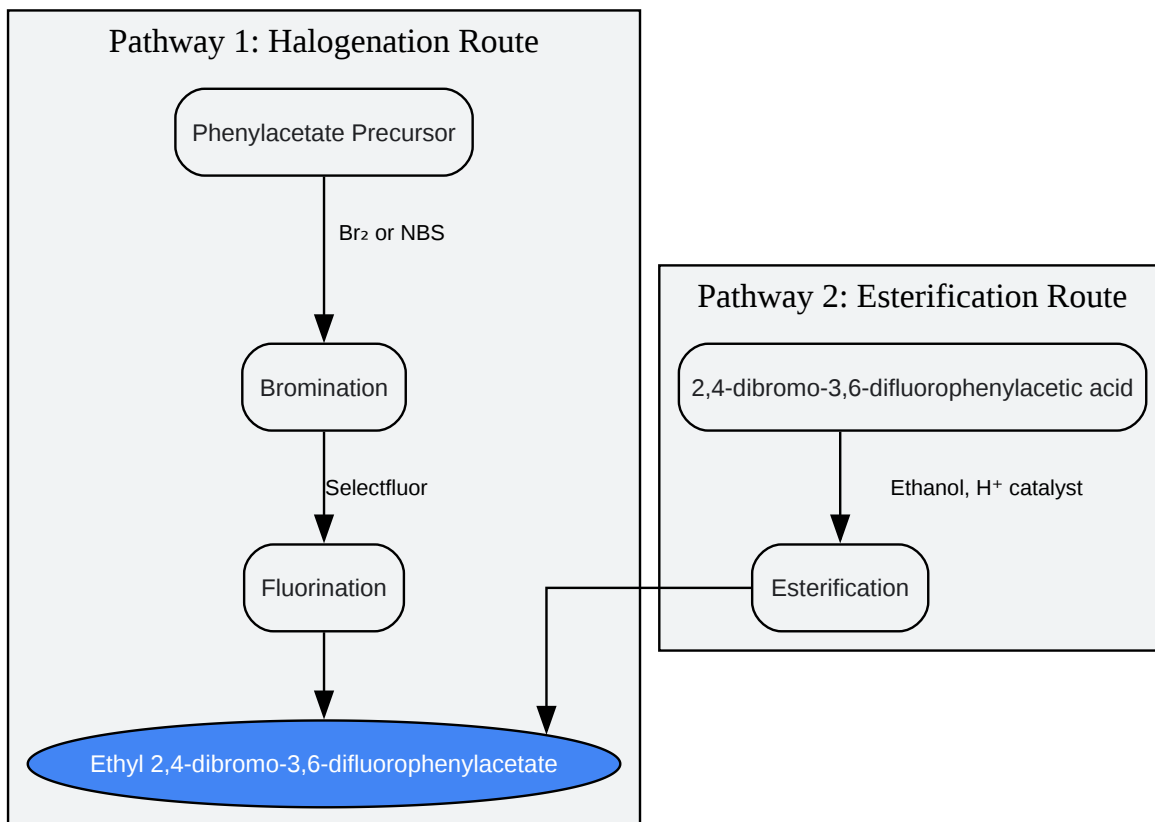 Pathway 1: Halogenation Route
Phenylacetate Precursor
Br₂ or NBS
Bromination
Selectfluor
Fluorination
Ethyl 2,4-dibromo-3,6-difluorophenylacetate
Pathway 2: Esterification Route
2,4-dibromo-3,6-difluorophenylacetic acid
Ethanol, H⁺ catalyst
Esterification